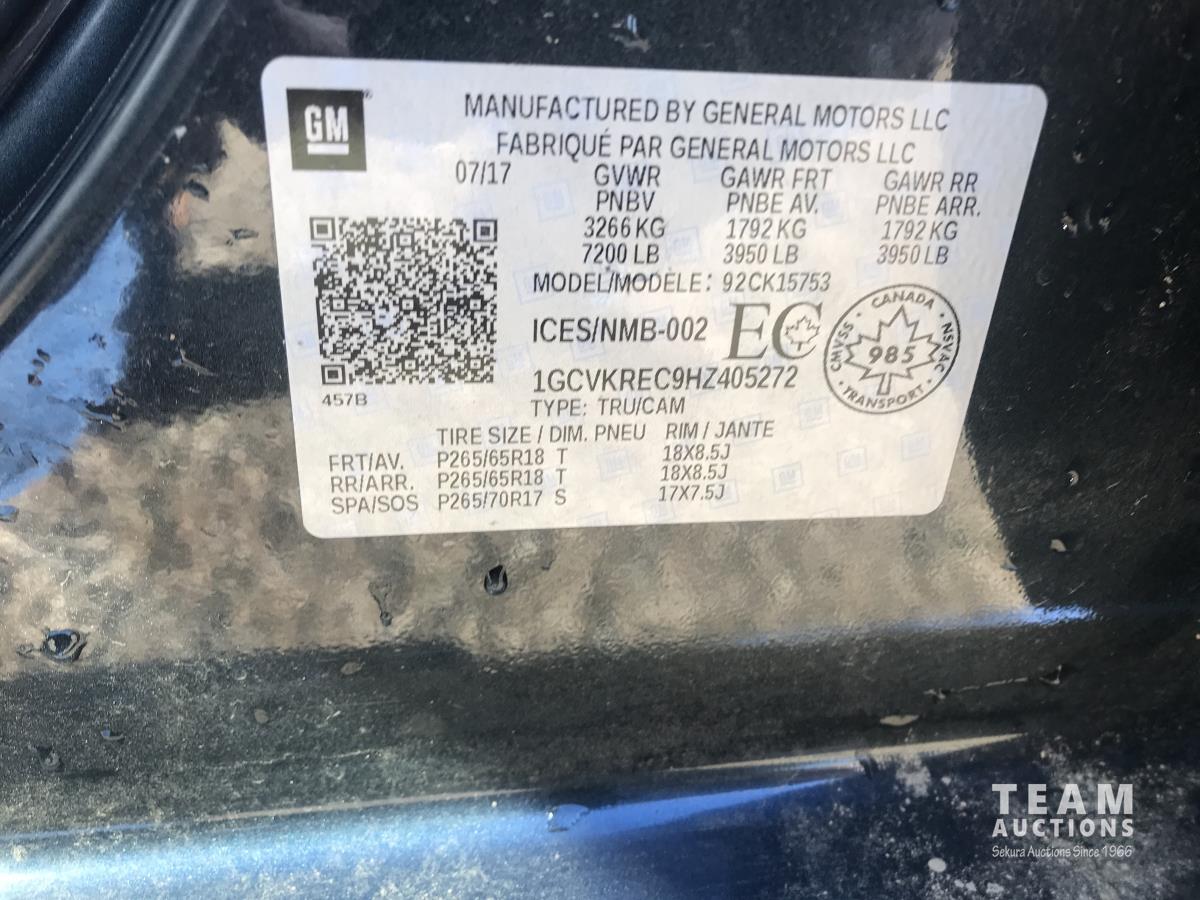 GM
MANUFACTURED BY GENERAL MOTORS LLC
FABRIQUÉ PAR GENERAL MOTORS LLC
07/17 GVWR GAWR FRT GAWR RR
PNBV PNBE AV. PNBE ARR.
3266 KG 1792 KG 1792 KG
7200 LB 3950 LB 3950 LB
MODEL/MODÈLE: 92CK15753
ICES/NMB-002 EC
CANADA
CMVSS 985 NSVAC
TRANSPORT
1GCVKREC9HZ405272
457B
TYPE: TRU/CAM
TIRE SIZE / DIM. PNEU RIM / JANTE
FRT/AV. P265/65R18 T 18X8.5J
RR/ARR. P265/65R18 T 18X8.5J
SPA/SOS P265/70R17 S 17X7.5J
TEAM
AUCTIONS
Sekura Auctions Since 1966